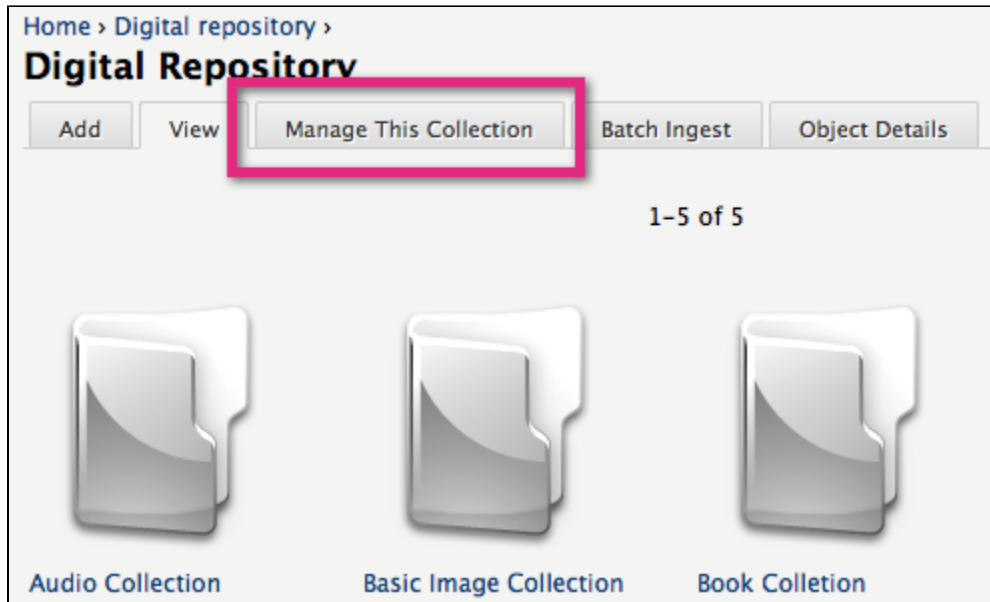 Home › Digital repository ›
Digital Repository
Add View Manage This Collection Batch Ingest Object Details
1–5 of 5
Audio Collection Basic Image Collection Book Colletion